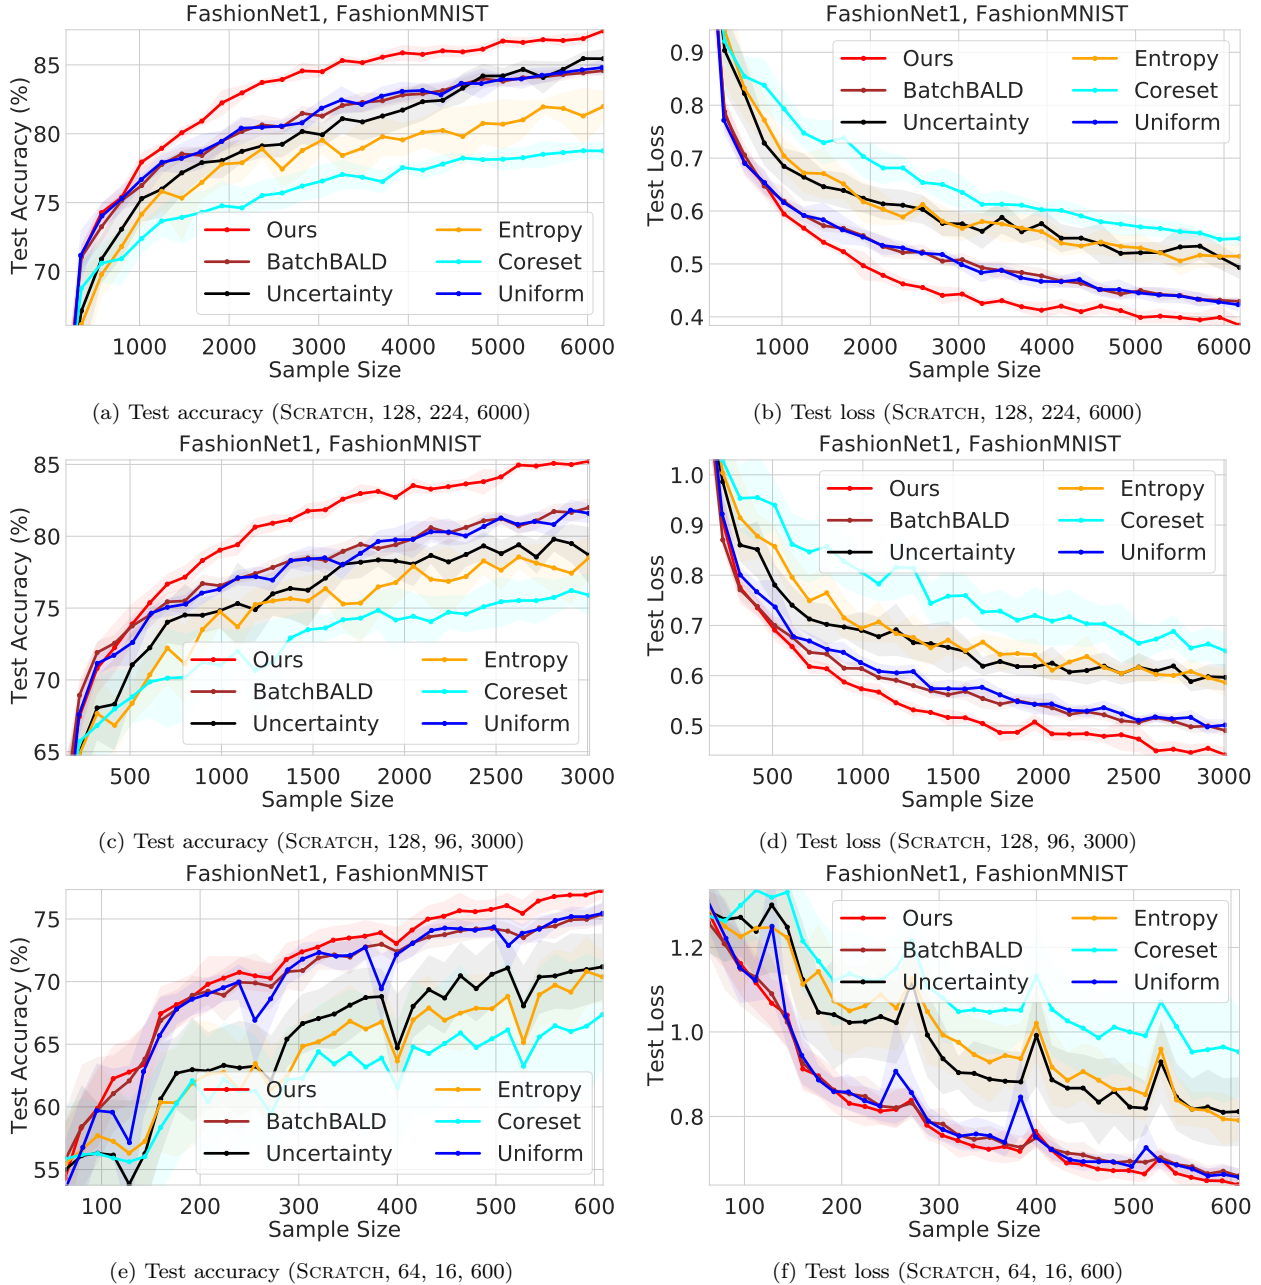 FashionNet1, FashionMNIST
Test Accuracy (%)
85
80
75
70
Ours
BatchBALD
Uncertainty
Entropy
Coreset
Uniform
1000 2000 3000 4000 5000 6000
Sample Size
(a) Test accuracy (SCRATCH, 128, 224, 6000)
FashionNet1, FashionMNIST
Test Loss
0.9
0.8
0.7
0.6
0.5
0.4
Ours
BatchBALD
Uncertainty
Entropy
Coreset
Uniform
1000 2000 3000 4000 5000 6000
Sample Size
(b) Test loss (SCRATCH, 128, 224, 6000)
FashionNet1, FashionMNIST
Test Accuracy (%)
85
80
75
70
65
Ours
BatchBALD
Uncertainty
Entropy
Coreset
Uniform
500 1000 1500 2000 2500 3000
Sample Size
(c) Test accuracy (SCRATCH, 128, 96, 3000)
FashionNet1, FashionMNIST
Test Loss
1.0
0.9
0.8
0.7
0.6
0.5
Ours
BatchBALD
Uncertainty
Entropy
Coreset
Uniform
500 1000 1500 2000 2500 3000
Sample Size
(d) Test loss (SCRATCH, 128, 96, 3000)
FashionNet1, FashionMNIST
Test Accuracy (%)
75
70
65
60
55
Ours
BatchBALD
Uncertainty
Entropy
Coreset
Uniform
100 200 300 400 500 600
Sample Size
(e) Test accuracy (SCRATCH, 64, 16, 600)
FashionNet1, FashionMNIST
Test Loss
1.2
1.0
0.8
Ours
BatchBALD
Uncertainty
Entropy
Coreset
Uniform
100 200 300 400 500 600
Sample Size
(f) Test loss (SCRATCH, 64, 16, 600)